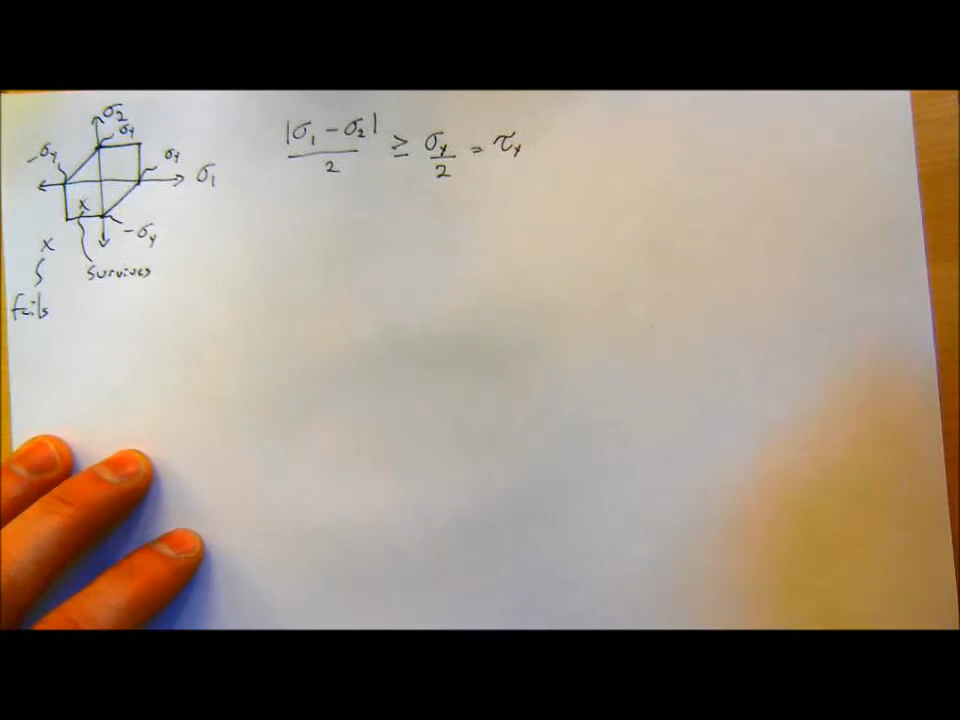 σ2
σy
-σy
σy
σ1
x
-σy
x
Survives
fails
|σ1 - σ2| / 2 ≥ σy / 2 = τy